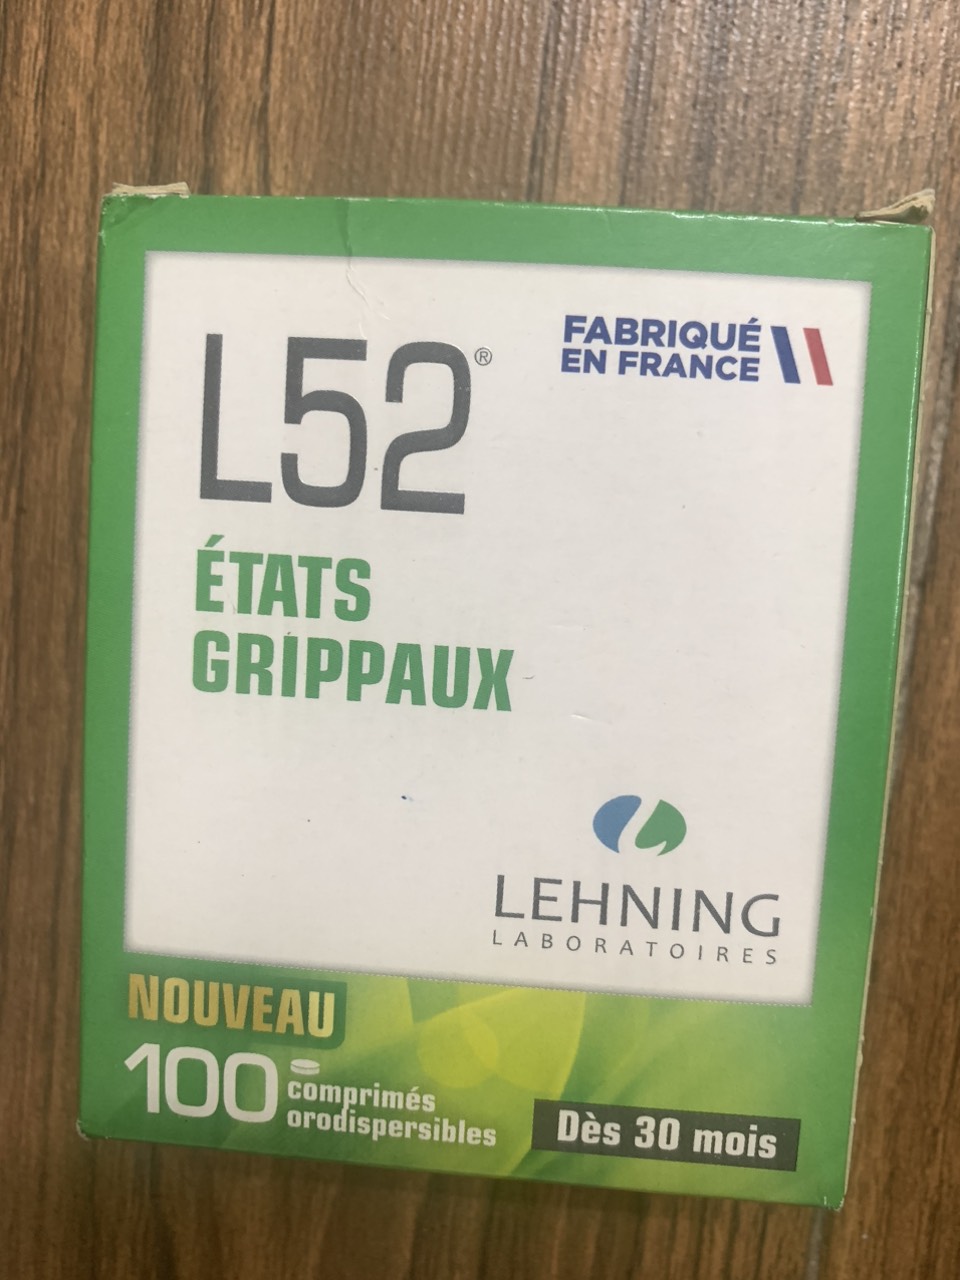 L52®
FABRIQUÉ
EN FRANCE
ÉTATS
GRIPPAUX
LEHNING
LABORATOIRES
NOUVEAU
100 comprimés
orodispersibles
Dès 30 mois